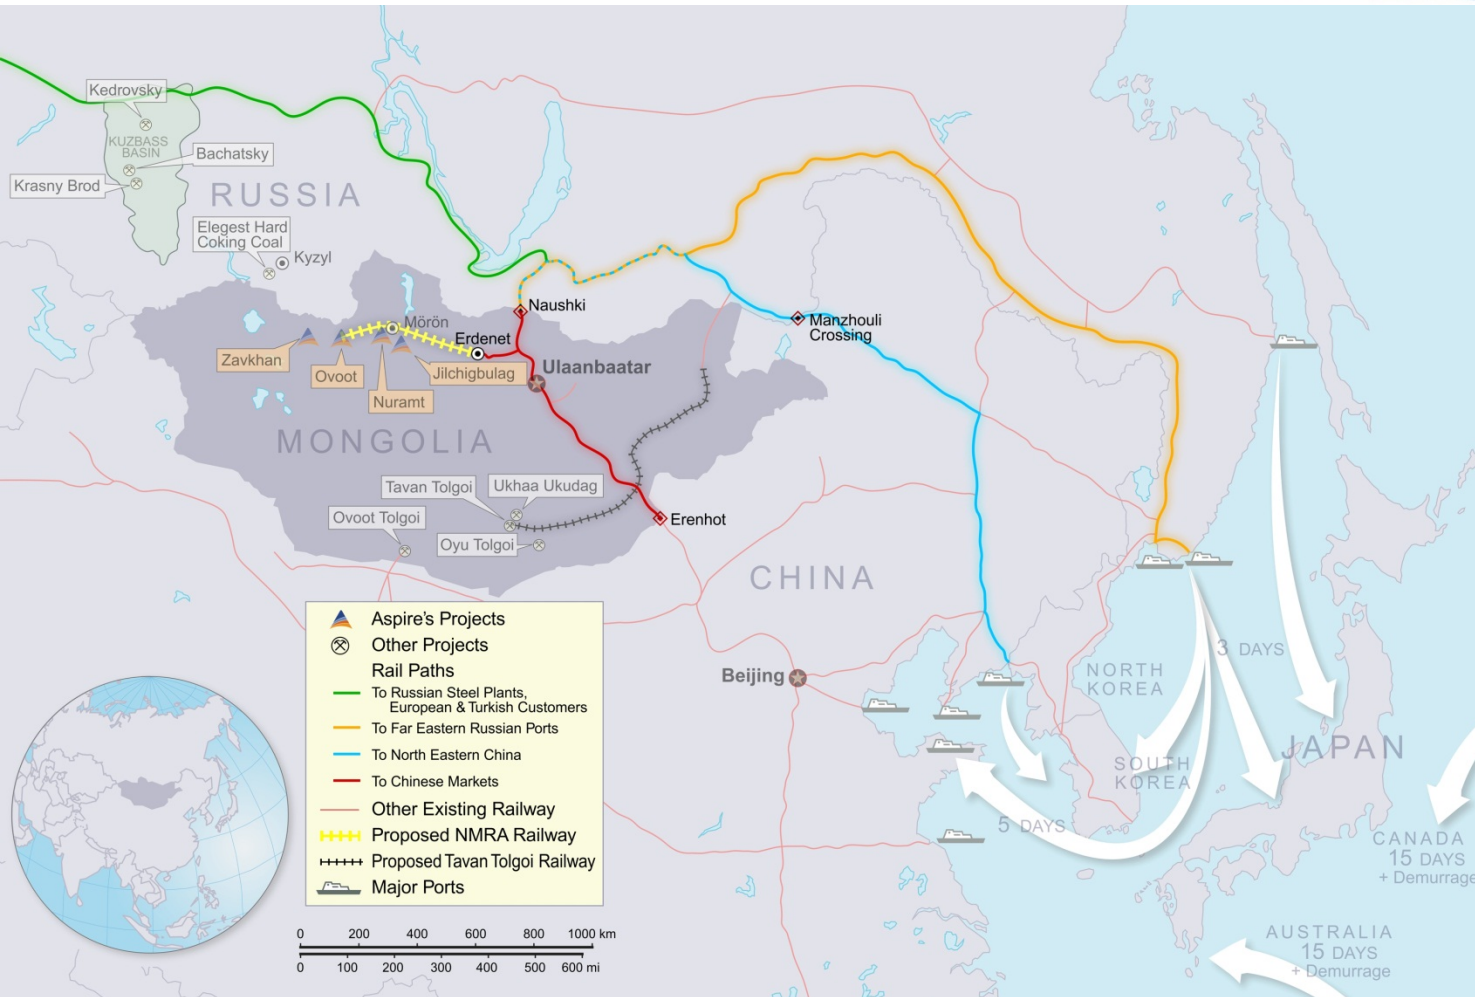 Kedrovsky
KUZBASS
BASIN
Bachatsky
Krasny Brod
RUSSIA
Elegest Hard
Coking Coal
Kyzyl
Naushki
Mörön
Erdenet
Manzhouli
Crossing
Zavkhan
Ovoot
Jilchigbulag
Nuramt
Ulaanbaatar
MONGOLIA
Tavan Tolgoi
Ukhaa Ukudag
Ovoot Tolgoi
Oyu Tolgoi
Erenhot
CHINA
Aspire's Projects
Other Projects
Rail Paths
To Russian Steel Plants,
European & Turkish Customers
To Far Eastern Russian Ports
To North Eastern China
To Chinese Markets
Other Existing Railway
Proposed NMRA Railway
Proposed Tavan Tolgoi Railway
Major Ports
Beijing
NORTH
KOREA
3 DAYS
SOUTH
KOREA
JAPAN
5 DAYS
CANADA
15 DAYS
+ Demurrage
AUSTRALIA
15 DAYS
+ Demurrage
0 200 400 600 800 1000 km
0 100 200 300 400 500 600 mi